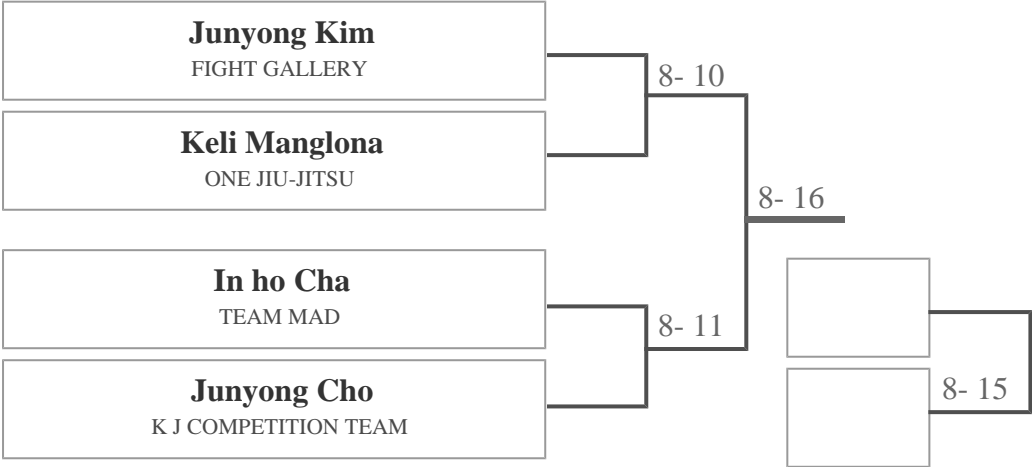 Junyong Kim
FIGHT GALLERY
8- 10
Keli Manglona
ONE JIU-JITSU
8- 16
In ho Cha
TEAM MAD
8- 11
Junyong Cho
K J COMPETITION TEAM
8- 15